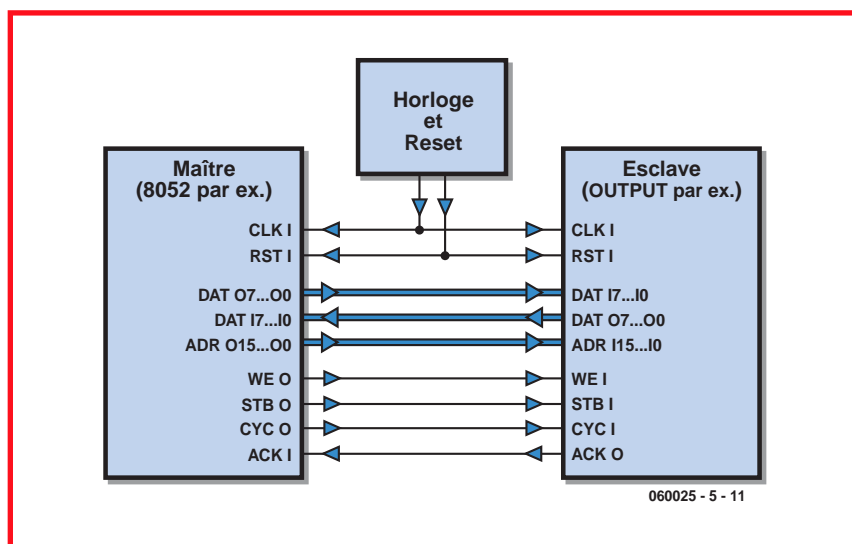 Horloge
et
Reset
Maître
(8052 par ex.)
Esclave
(OUTPUT par ex.)
CLK I
CLK I
RST I
RST I
DAT O7...O0
DAT I7...I0
DAT I7...I0
DAT O7...O0
ADR O15...O0
ADR I15...I0
WE O
WE I
STB O
STB I
CYC O
CYC I
ACK I
ACK O
060025 - 5 - 11